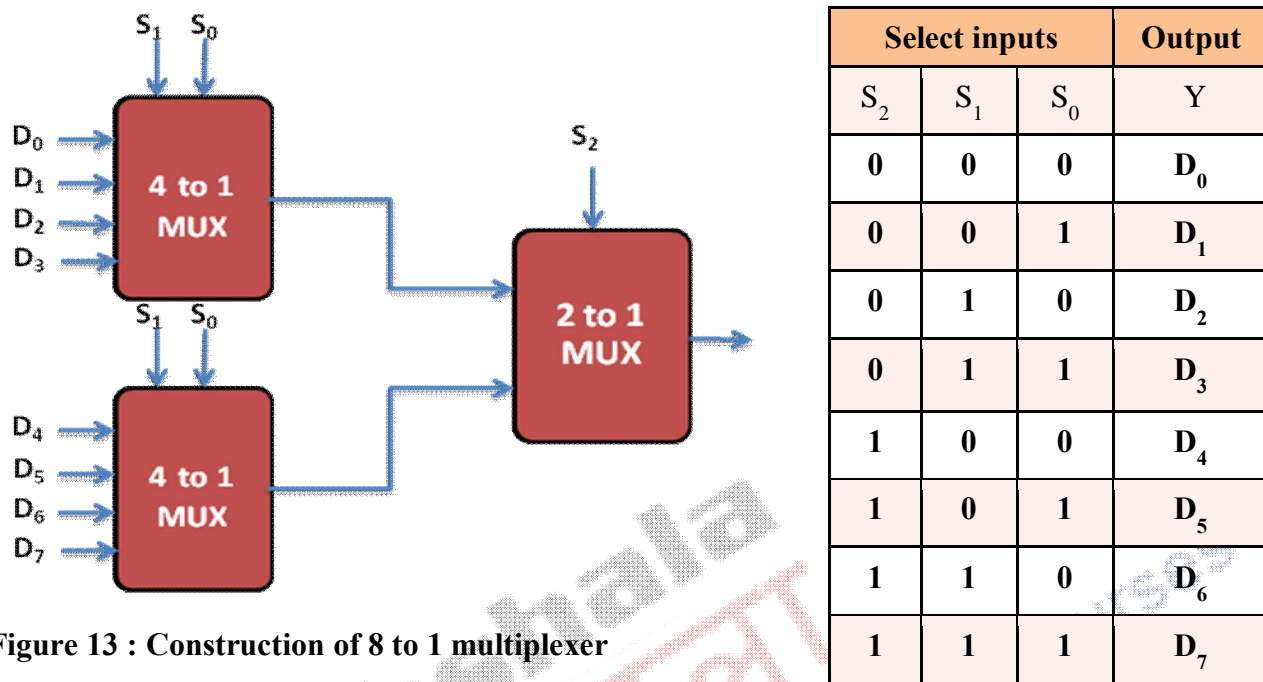 S₁ S₀
D₀
D₁
D₂
D₃
4 to 1
MUX
S₁ S₀
D₄
D₅
D₆
D₇
4 to 1
MUX
S₂
2 to 1
MUX
Figure 13 : Construction of 8 to 1 multiplexer
Select inputs Output
S₂ S₁ S₀ Y
0 0 0 D₀
0 0 1 D₁
0 1 0 D₂
0 1 1 D₃
1 0 0 D₄
1 0 1 D₅
1 1 0 D₆
1 1 1 D₇